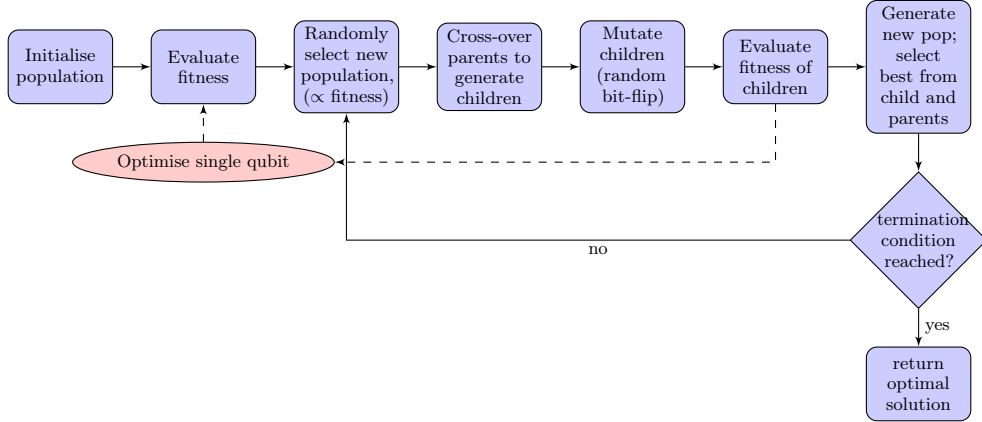 Initialise
population
Evaluate
fitness
Randomly
select new
population,
(∝ fitness)
Cross-over
parents to
generate
children
Mutate
children
(random
bit-flip)
Evaluate
fitness of
children
Generate
new pop;
select
best from
child and
parents
Optimise single qubit
termination
condition
reached?
no
yes
return
optimal
solution